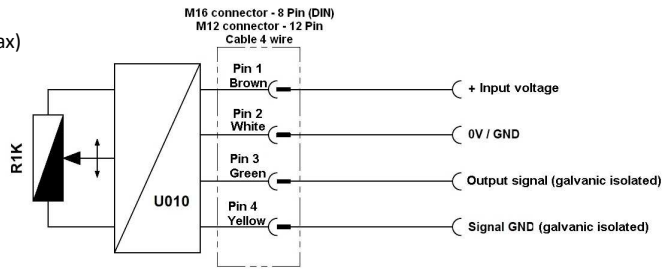 M16 connector - 8 Pin (DIN)
M12 connector - 12 Pin
Cable 4 wire
Pin 1
Brown
+ Input voltage
Pin 2
White
0V / GND
Pin 3
Green
Output signal (galvanic isolated)
Pin 4
Yellow
Signal GND (galvanic isolated)
R1K
U010